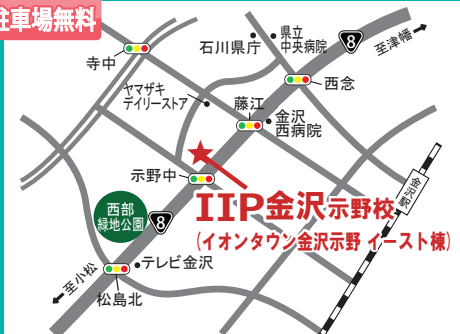 駐車場無料
石川県庁
県立
中央病院
8
至津幡
寺中
西念
ヤマザキ
デイリーストア
藤江
金沢
西病院
示野中
金沢駅
IIP金沢示野校
(イオンタウン金沢示野 イースト棟)
西部
緑地公園
8
テレビ金沢
至小松
松島北